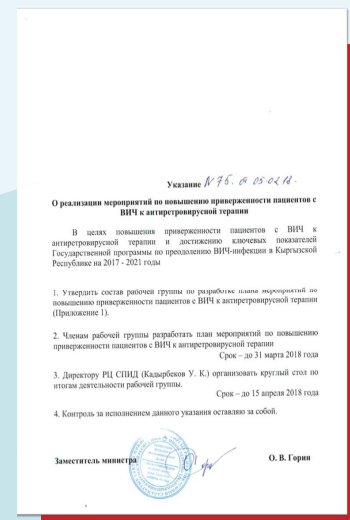 Указание № 76. от 05.02.18.
О реализации мероприятий по повышению приверженности пациентов с
ВИЧ к антиретровирусной терапии
В целях повышения приверженности пациентов с ВИЧ к
антиретровирусной терапии и достижению ключевых показателей
Государственной программы по преодолению ВИЧ-инфекции в Кыргызской
Республике на 2017 - 2021 годы
1. Утвердить состав рабочей группы по разработке плана мероприятий по
повышению приверженности пациентов с ВИЧ к антиретровирусной терапии
(Приложение 1).
2. Членам рабочей группы разработать план мероприятий по повышению
приверженности пациентов с ВИЧ к антиретровирусной терапии
Срок – до 31 марта 2018 года
3. Директору РЦ СПИД (Кадырбеков У. К.) организовать круглый стол по
итогам деятельности рабочей группы.
Срок – до 15 апреля 2018 года
4. Контроль за исполнением данного указания оставляю за собой.
Заместитель министра О. В. Горин